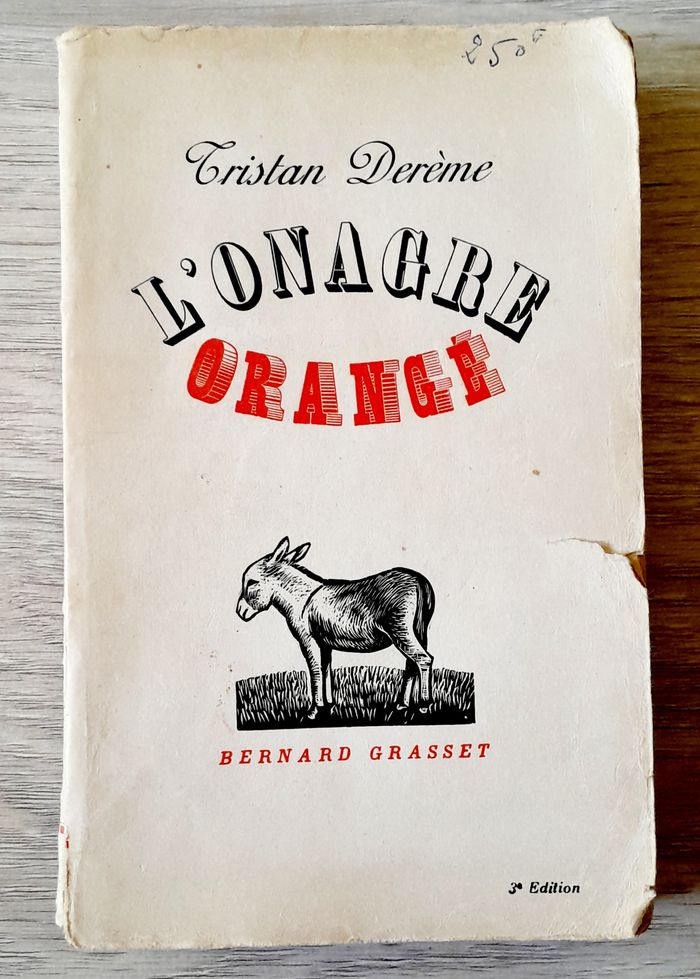 250
Tristan Derème
L'ONAGRE
ORANGÉ
BERNARD GRASSET
3e Edition